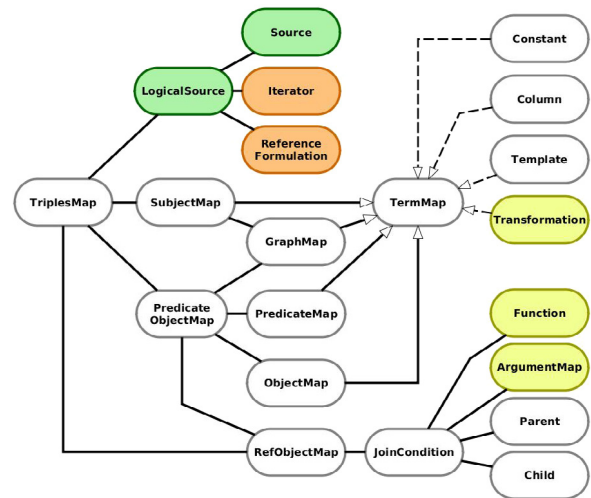 Source
Constant
LogicalSource
Iterator
Column
Reference
Formulation
Template
TriplesMap
SubjectMap
TermMap
Transformation
GraphMap
Predicate
ObjectMap
PredicateMap
Function
ArgumentMap
ObjectMap
Parent
RefObjectMap
JoinCondition
Child